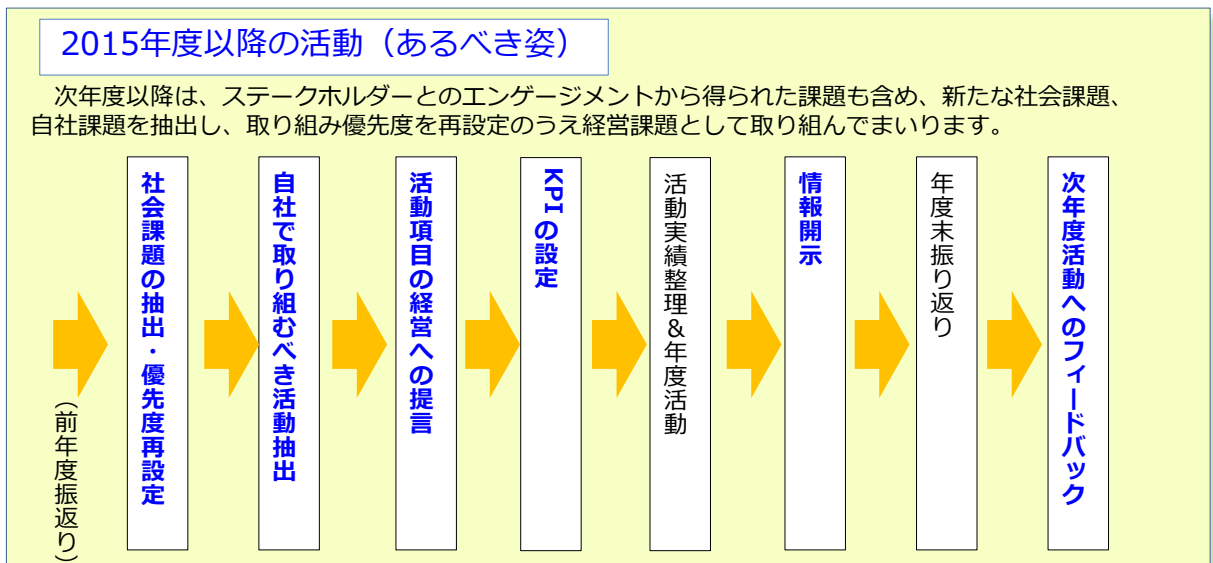 2015年度以降の活動（あるべき姿）
次年度以降は、ステークホルダーとのエンゲージメントから得られた課題も含め、新たな社会課題、
自社課題を抽出し、取り組み優先度を再設定のうえ経営課題として取り組んでまいります。
（前年度振返り）
社会課題の抽出・優先度再設定
自社で取り組むべき活動抽出
活動項目の経営への提言
KPIの設定
活動実績整理＆年度活動
情報開示
年度末振り返り
次年度活動へのフィードバック